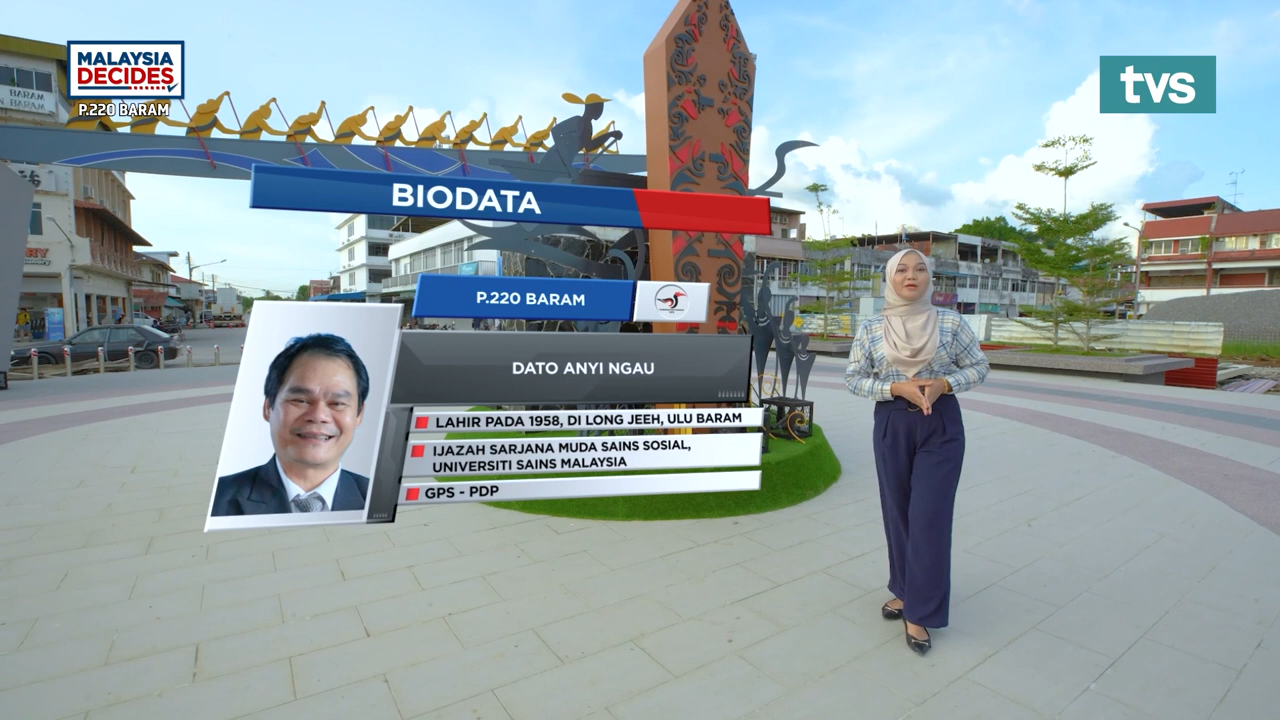 MALAYSIA
DECIDES
P.220 BARAM
tvs
BIODATA
P.220 BARAM
DATO ANYI NGAU
LAHIR PADA 1958, DI LONG JEEH, ULU BARAM
IJAZAH SARJANA MUDA SAINS SOSIAL,
UNIVERSITI SAINS MALAYSIA
GPS - PDP